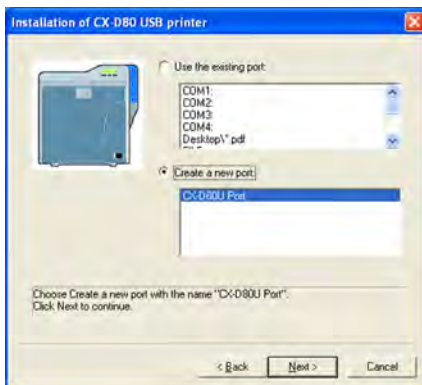 Installation of CX-D80 USB printer
Use the existing port:
COM1:
COM2:
COM3:
COM4:
Desktop\*.pdf
Create a new port:
CX-D80U Port
Choose Create a new port with the name "CX-D80U Port".
Click Next to continue.
< Back
Next >
Cancel